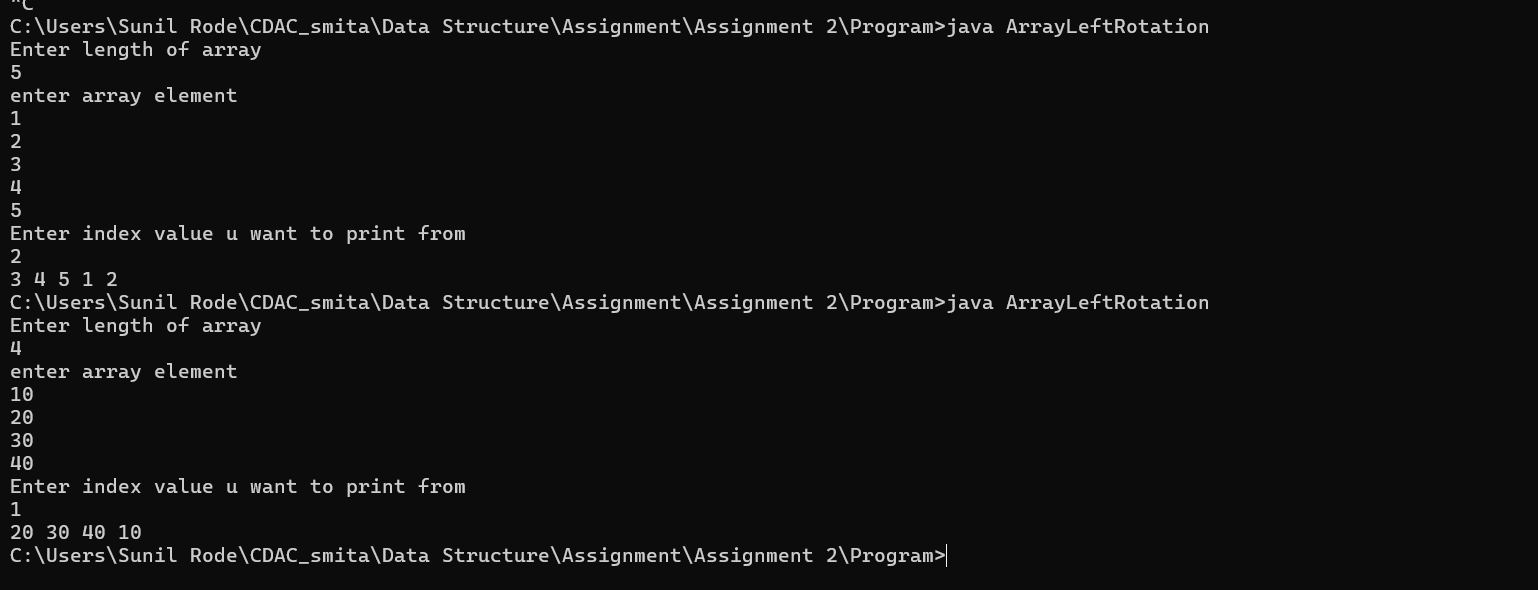 ^C
C:\Users\Sunil Rode\CDAC_smita\Data Structure\Assignment\Assignment 2\Program>java ArrayLeftRotation
Enter length of array
5
enter array element
1
2
3
4
5
Enter index value u want to print from
2
3 4 5 1 2
C:\Users\Sunil Rode\CDAC_smita\Data Structure\Assignment\Assignment 2\Program>java ArrayLeftRotation
Enter length of array
4
enter array element
10
20
30
40
Enter index value u want to print from
1
20 30 40 10
C:\Users\Sunil Rode\CDAC_smita\Data Structure\Assignment\Assignment 2\Program>